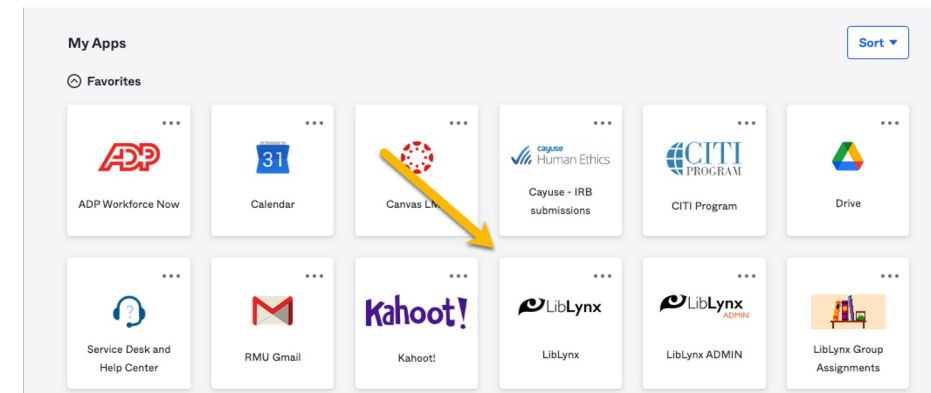 My Apps
Sort
Favorites
ADP
31
cayuse
Human Ethics
CITI
PROGRAM
ADP Workforce Now
Calendar
Canvas
Cayuse - IRB
submissions
CITI Program
Drive
?
Kahoot!
LibLynx
LibLynx
ADMIN
Service Desk and
Help Center
RMU Gmail
Kahoot!
LibLynx
LibLynx ADMIN
LibLynx Group
Assignments